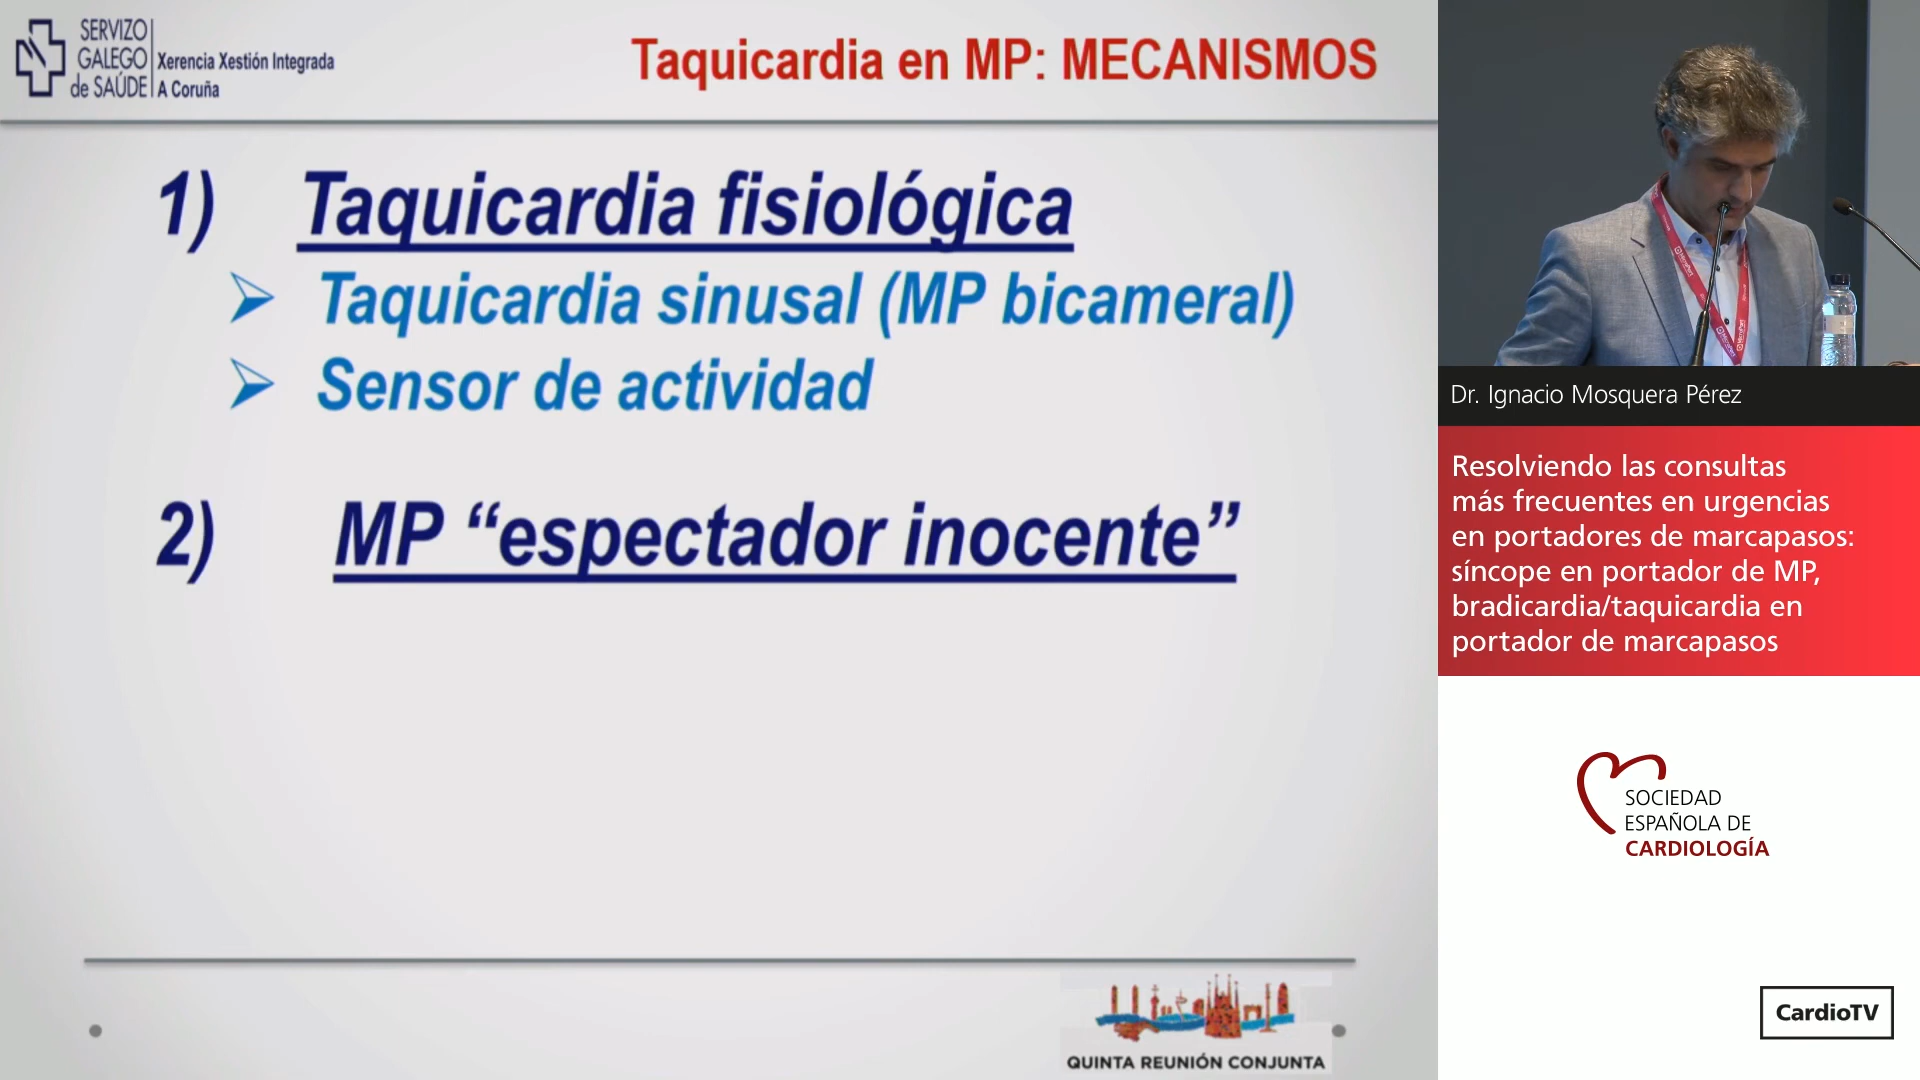 SERVIZO
GALEGO
de SAÚDE
Xerencia Xestión Integrada
A Coruña
Taquicardia en MP: MECANISMOS
1) Taquicardia fisiológica
Taquicardia sinusal (MP bicameral)
Sensor de actividad
2) MP “espectador inocente”
QUINTA REUNIÓN CONJUNTA
Dr. Ignacio Mosquera Pérez
Resolviendo las consultas
más frecuentes en urgencias
en portadores de marcapasos:
síncope en portador de MP,
bradicardia/taquicardia en
portador de marcapasos
SOCIEDAD
ESPAÑOLA DE
CARDIOLOGÍA
CardioTV